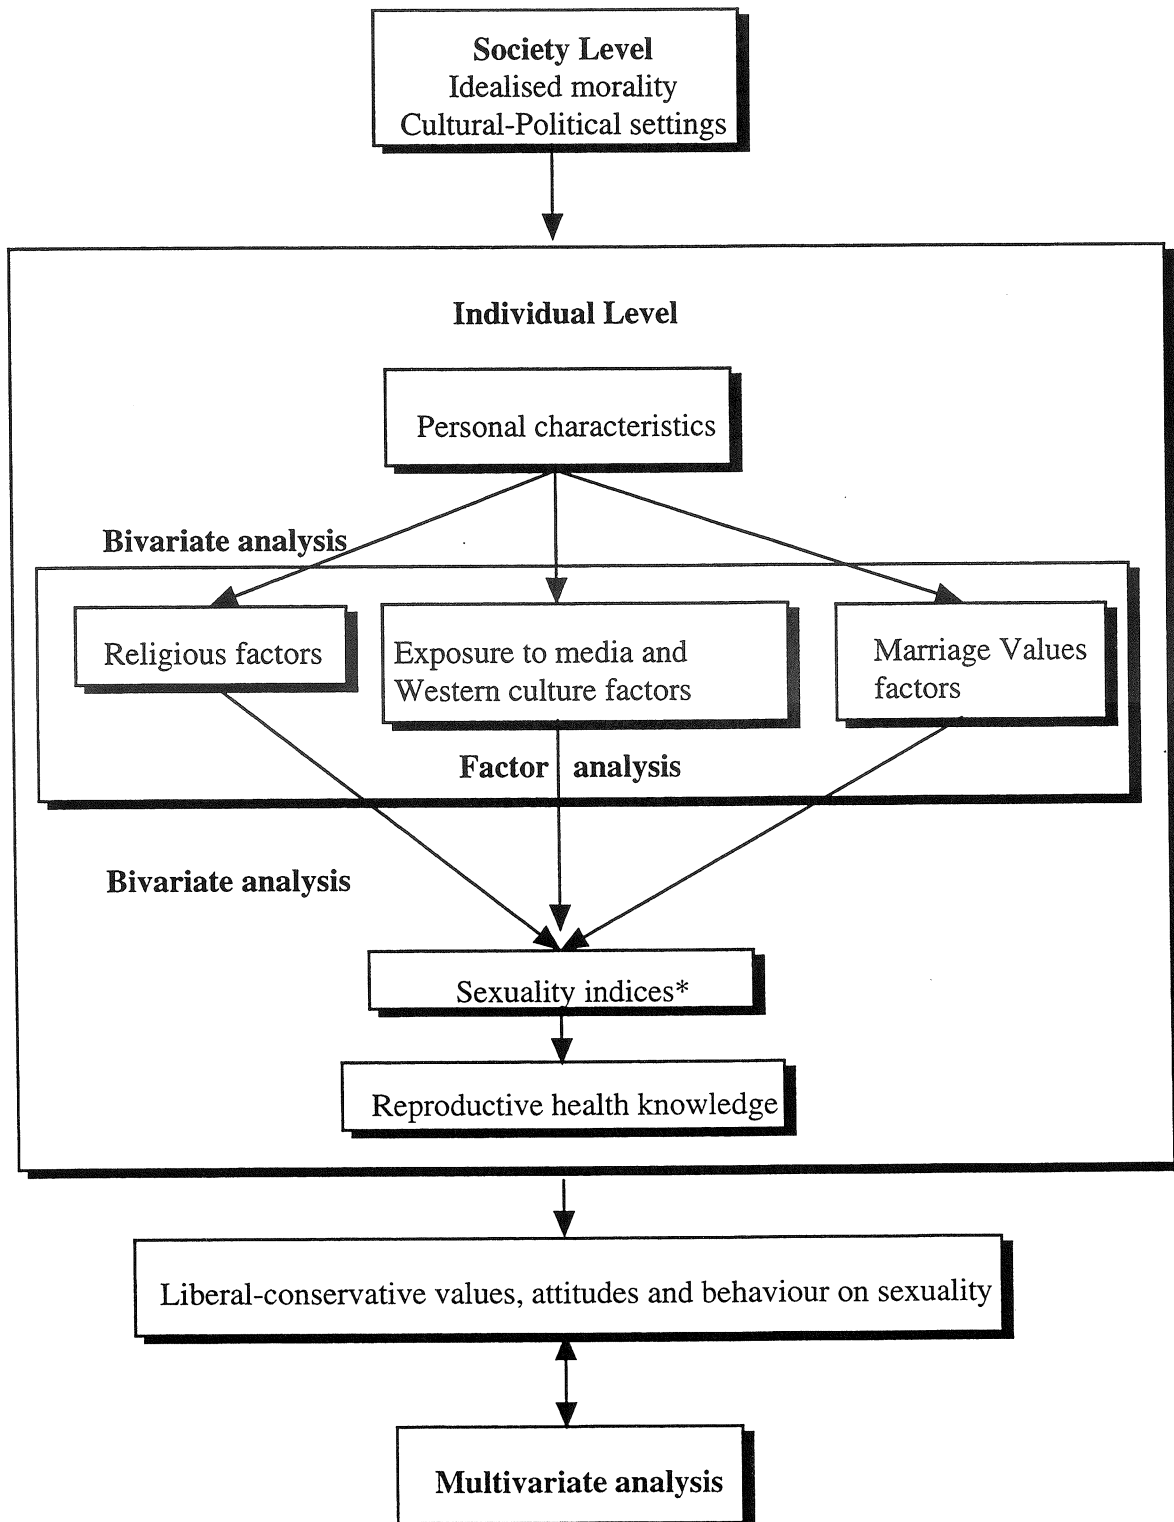 Society Level
Idealised morality
Cultural-Political settings
Individual Level
Personal characteristics
Bivariate analysis
Religious factors
Exposure to media and
Western culture factors
Marriage Values
factors
Factor analysis
Bivariate analysis
Sexuality indices*
Reproductive health knowledge
Liberal-conservative values, attitudes and behaviour on sexuality
Multivariate analysis